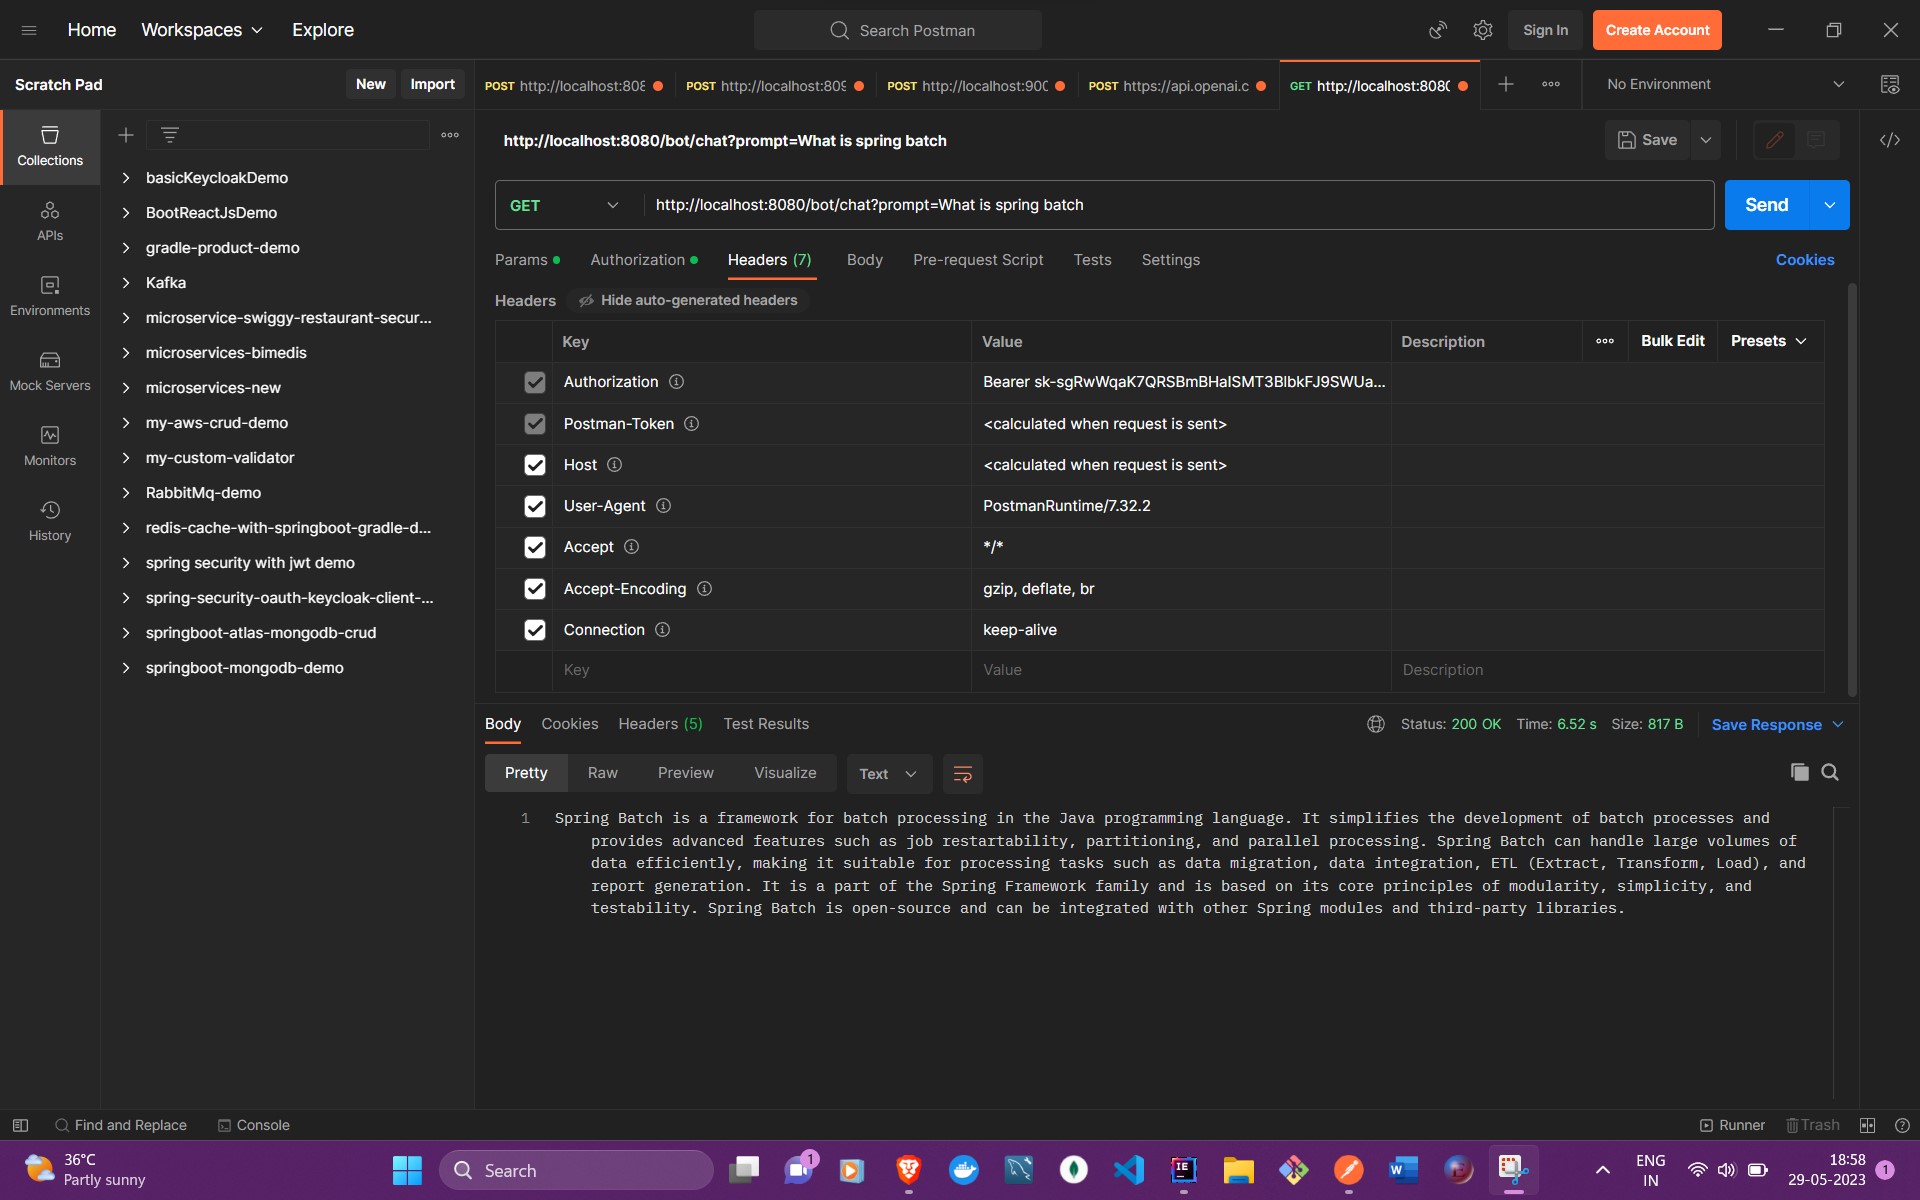 Home Workspaces Explore Search Postman Sign In Create Account
Scratch Pad New Import
POST http://localhost:808 POST http://localhost:809 POST http://localhost:900 POST https://api.openai.c GET http://localhost:8080 No Environment
Collections
APIs
Environments
Mock Servers
Monitors
History
basicKeycloakDemo
BootReactJsDemo
gradle-product-demo
Kafka
microservice-swiggy-restaurant-secur...
microservices-bimedis
microservices-new
my-aws-crud-demo
my-custom-validator
RabbitMq-demo
redis-cache-with-springboot-gradle-d...
spring security with jwt demo
spring-security-oauth-keycloak-client-...
springboot-atlas-mongodb-crud
springboot-mongodb-demo
http://localhost:8080/bot/chat?prompt=What is spring batch Save
GET http://localhost:8080/bot/chat?prompt=What is spring batch Send
Params Authorization Headers (7) Body Pre-request Script Tests Settings Cookies
Headers Hide auto-generated headers
Key Value Description Bulk Edit Presets
Authorization Bearer sk-sgRwWqaK7QRSBmBHaISMT3BlbkFJ9SWUa...
Postman-Token <calculated when request is sent>
Host <calculated when request is sent>
User-Agent PostmanRuntime/7.32.2
Accept */*
Accept-Encoding gzip, deflate, br
Connection keep-alive
Key Value Description
Body Cookies Headers (5) Test Results Status: 200 OK Time: 6.52 s Size: 817 B Save Response
Pretty Raw Preview Visualize Text
1 Spring Batch is a framework for batch processing in the Java programming language. It simplifies the development of batch processes and
provides advanced features such as job restartability, partitioning, and parallel processing. Spring Batch can handle large volumes of
data efficiently, making it suitable for processing tasks such as data migration, data integration, ETL (Extract, Transform, Load), and
report generation. It is a part of the Spring Framework family and is based on its core principles of modularity, simplicity, and
testability. Spring Batch is open-source and can be integrated with other Spring modules and third-party libraries.
Find and Replace Console Runner Trash
36°C
Partly sunny
Search
1
IE
W
ENG
IN
18:58
29-05-2023
1